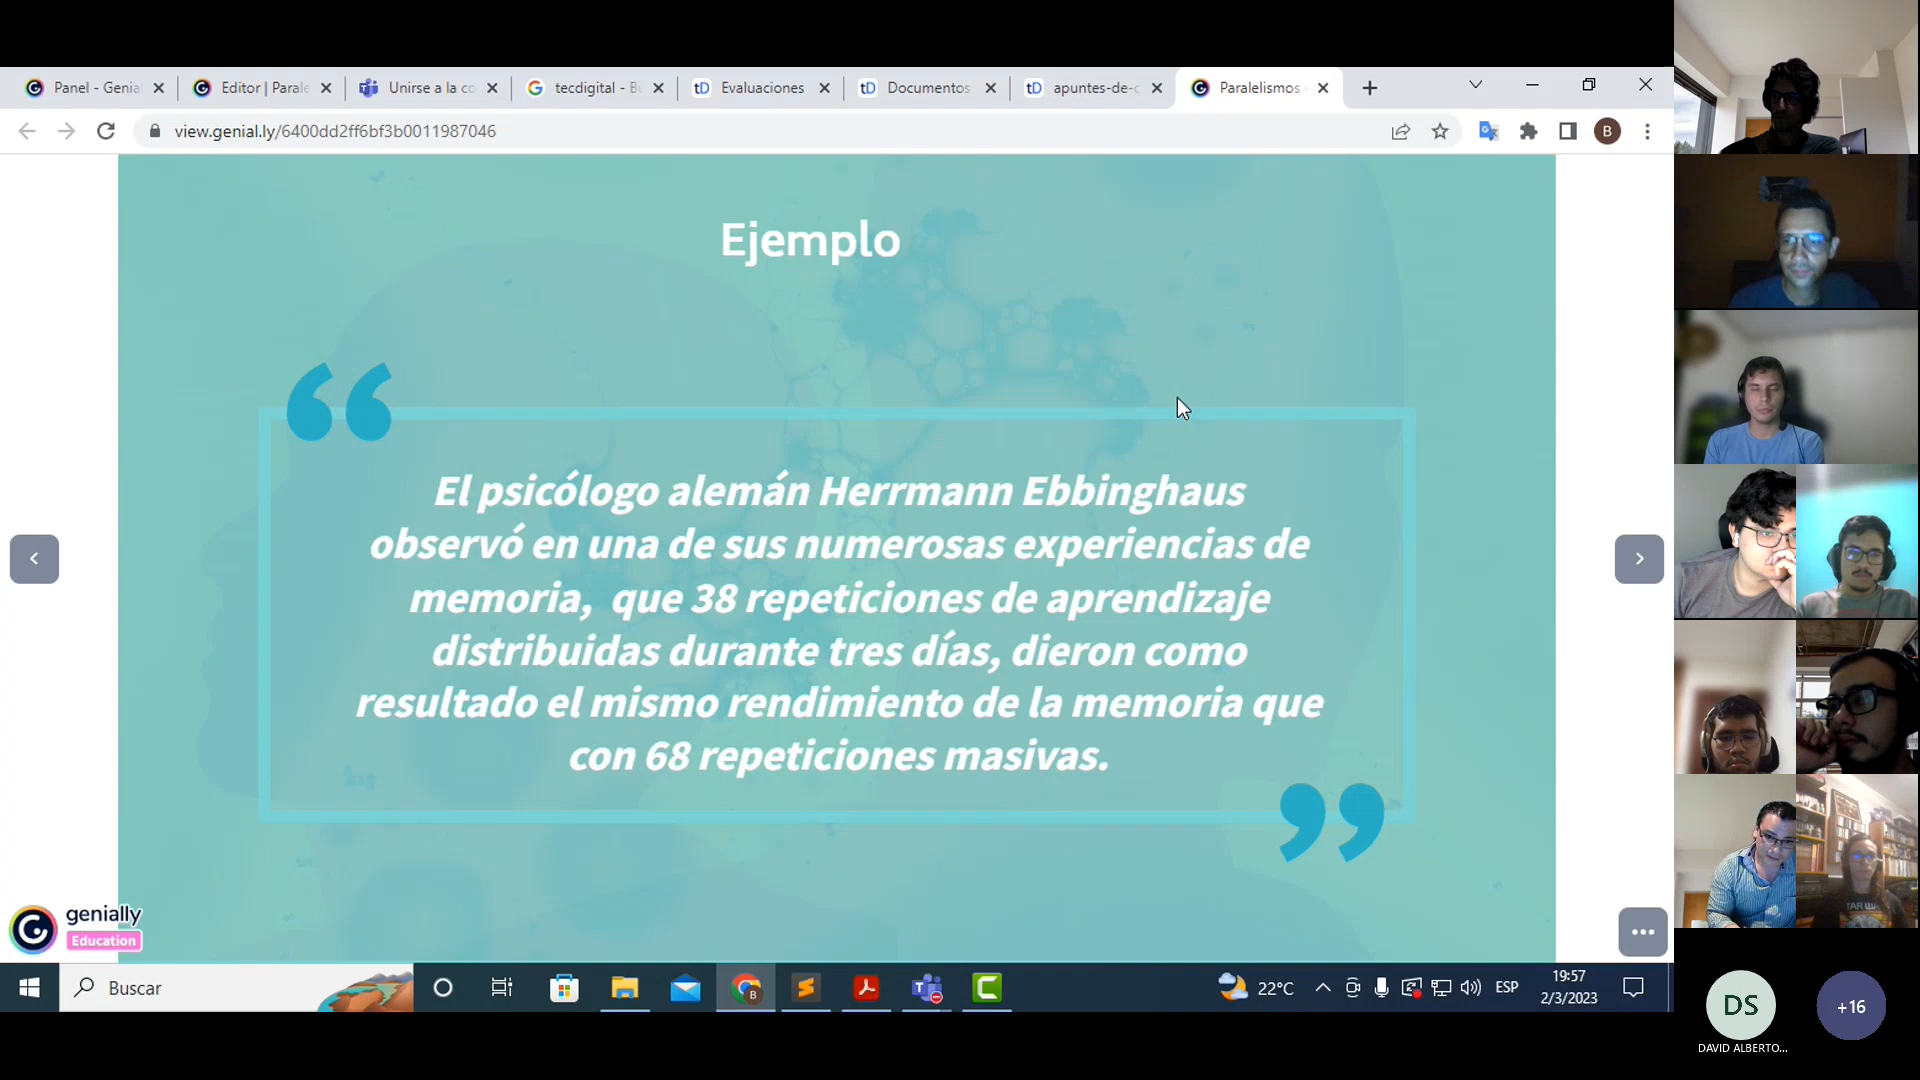 Panel - Genia
Editor | Parale
Unirse a la co
tecdigital - Bu
Evaluaciones
Documentos
apuntes-de-c
Paralelismos
view.genial.ly/6400dd2ff6bf3b0011987046
B
Ejemplo
“
El psicólogo alemán Herrmann Ebbinghaus
observó en una de sus numerosas experiencias de
memoria, que 38 repeticiones de aprendizaje
distribuidas durante tres días, dieron como
resultado el mismo rendimiento de la memoria que
con 68 repeticiones masivas.
”
genially
Education
Buscar
22°C
ESP
19:57
2/3/2023
DS
DAVID ALBERTO...
+16